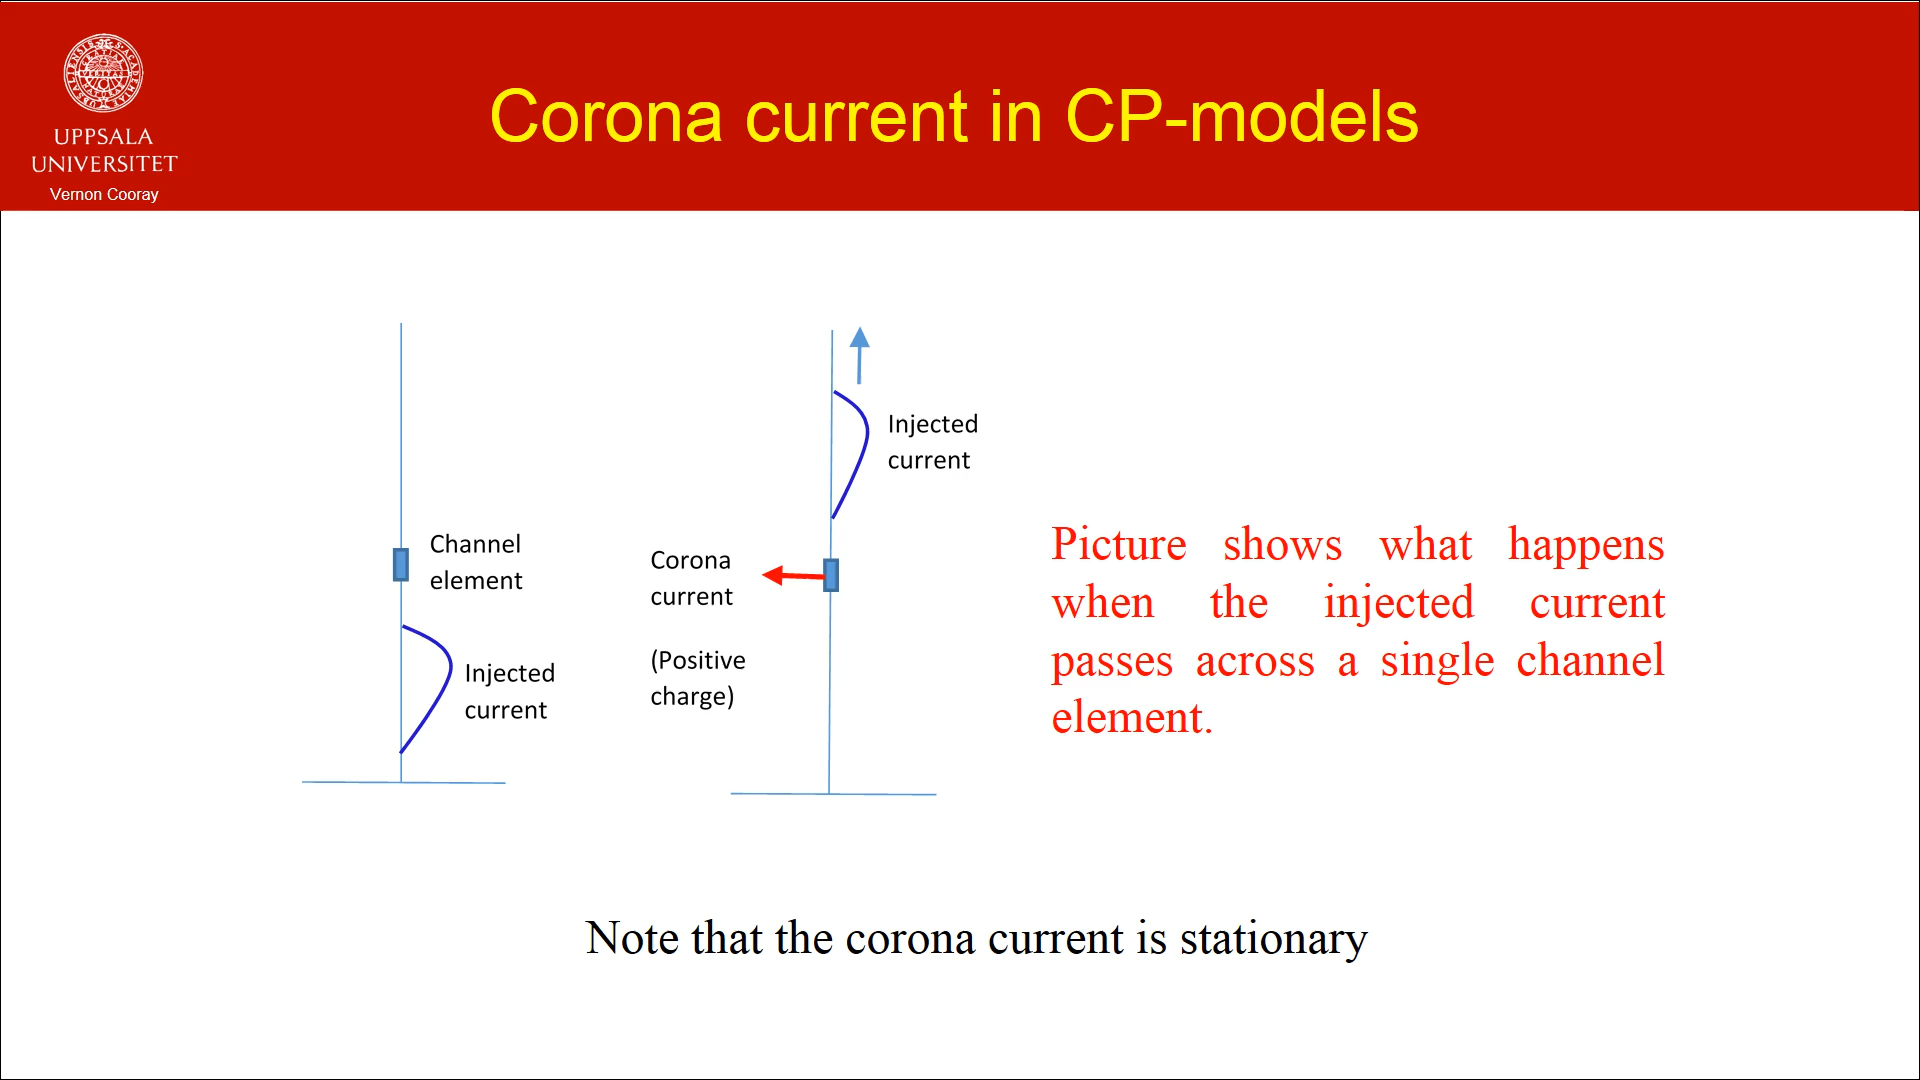 Corona current in CP-models
UPPSALA
UNIVERSITET
Vernon Cooray
Channel
element
Injected
current
Injected
current
Corona
current
(Positive
charge)
Picture shows what happens
when the injected current
passes across a single channel
element.
Note that the corona current is stationary